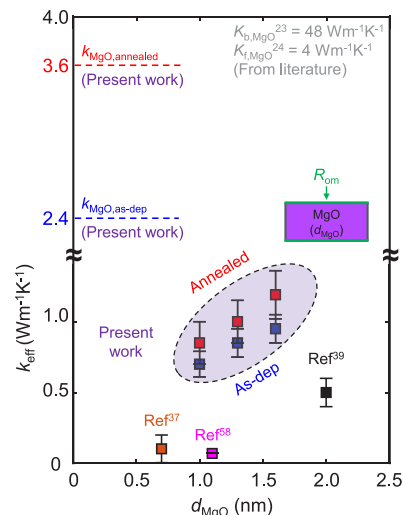 4.0
k_MgO,annealed
3.6
(Present work)
K_b,MgO^23 = 48 Wm^-1K^-1
K_f,MgO^24 = 4 Wm^-1K^-1
(From literature)
R_om
k_MgO,as-dep
2.4
(Present work)
MgO
(d_MgO)
≈
≈
Annealed
1.0
Present
work
As-dep
Ref^39
0.5
Ref^37
Ref^58
0
k_eff (Wm^-1K^-1)
0 0.5 1.0 1.5 2.0 2.5
d_MgO (nm)